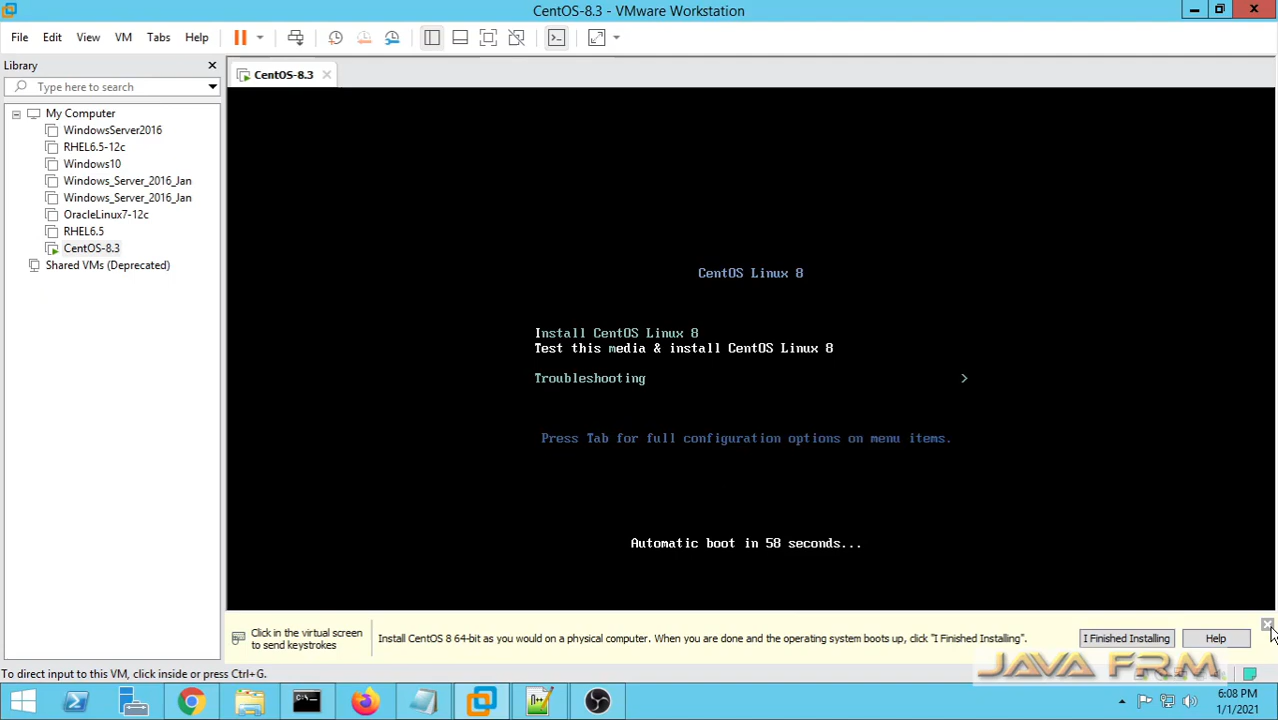 CentOS-8.3 - VMware Workstation
File Edit View VM Tabs Help
Library
CentOS-8.3
Type here to search
My Computer
WindowsServer2016
RHEL6.5-12c
Windows10
Windows_Server_2016_Jan
Windows_Server_2016_Jan
OracleLinux7-12c
RHEL6.5
CentOS-8.3
Shared VMs (Deprecated)
CentOS Linux 8
Install CentOS Linux 8
Test this media & install CentOS Linux 8
Troubleshooting >
Press Tab for full configuration options on menu items.
Automatic boot in 58 seconds...
Click in the virtual screen
to send keystrokes
Install CentOS 8 64-bit as you would on a physical computer. When you are done and the operating system boots up, click "I Finished Installing".
I Finished Installing
Help
To direct input to this VM, click inside or press Ctrl+G.
JAVA FRM
6:08 PM
1/1/2021